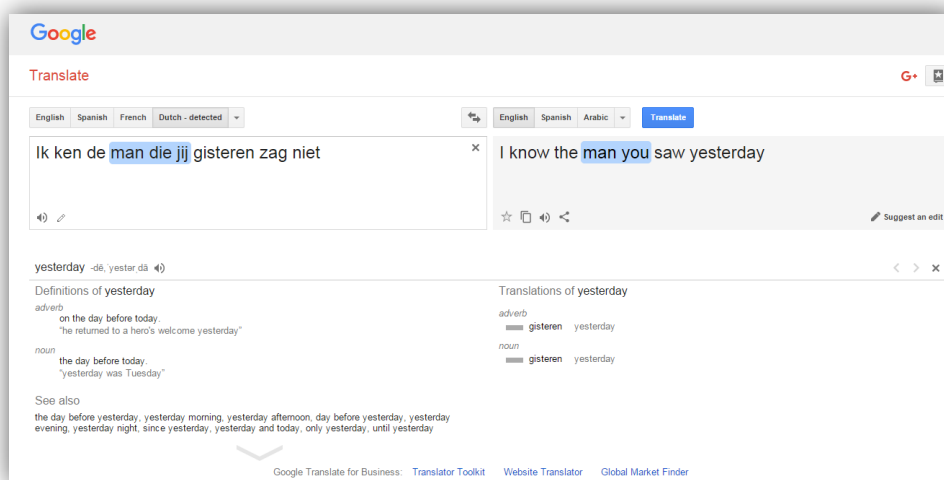 Google
Translate
G+
English Spanish French Dutch - detected
English Spanish Arabic Translate
Ik ken de man die jij gisteren zag niet
I know the man you saw yesterday
Suggest an edit
yesterday -dē, ˈyestərˌdā
Definitions of yesterday
adverb
on the day before today.
“he returned to a hero's welcome yesterday”
noun
the day before today.
“yesterday was Tuesday”
See also
the day before yesterday, yesterday morning, yesterday afternoon, day before yesterday, yesterday
evening, yesterday night, since yesterday, yesterday and today, only yesterday, until yesterday
Translations of yesterday
adverb
gisteren yesterday
noun
gisteren yesterday
Google Translate for Business: Translator Toolkit Website Translator Global Market Finder